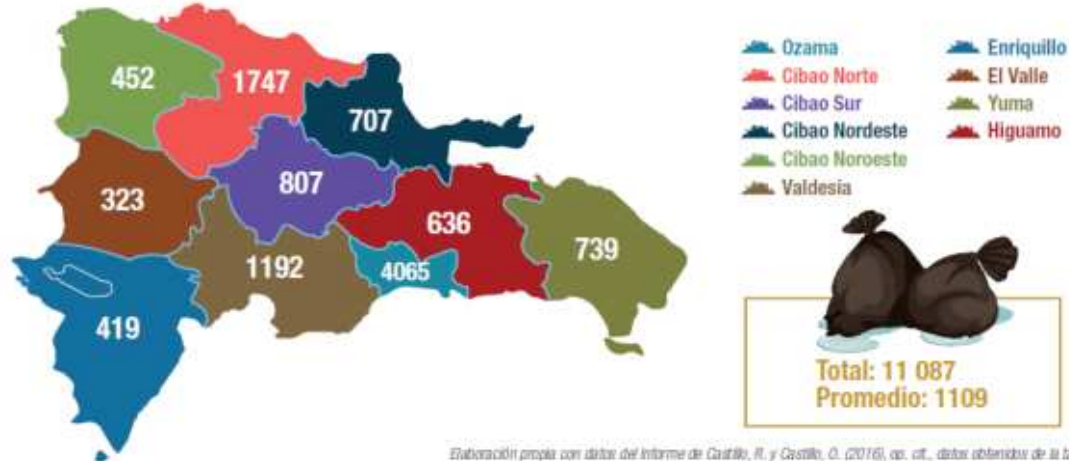 452
1747
707
323
807
636
739
1192
4065
419
Ozama
Cibao Norte
Cibao Sur
Cibao Nordeste
Cibao Noroeste
Valdesia
Enriquillo
El Valle
Yuma
Higuamo
Total: 11 087
Promedio: 1109
Elaboración propia con datos del Informe de Castillo, R. y Castillo, O. (2016), op. cit., datos obtenidos de la